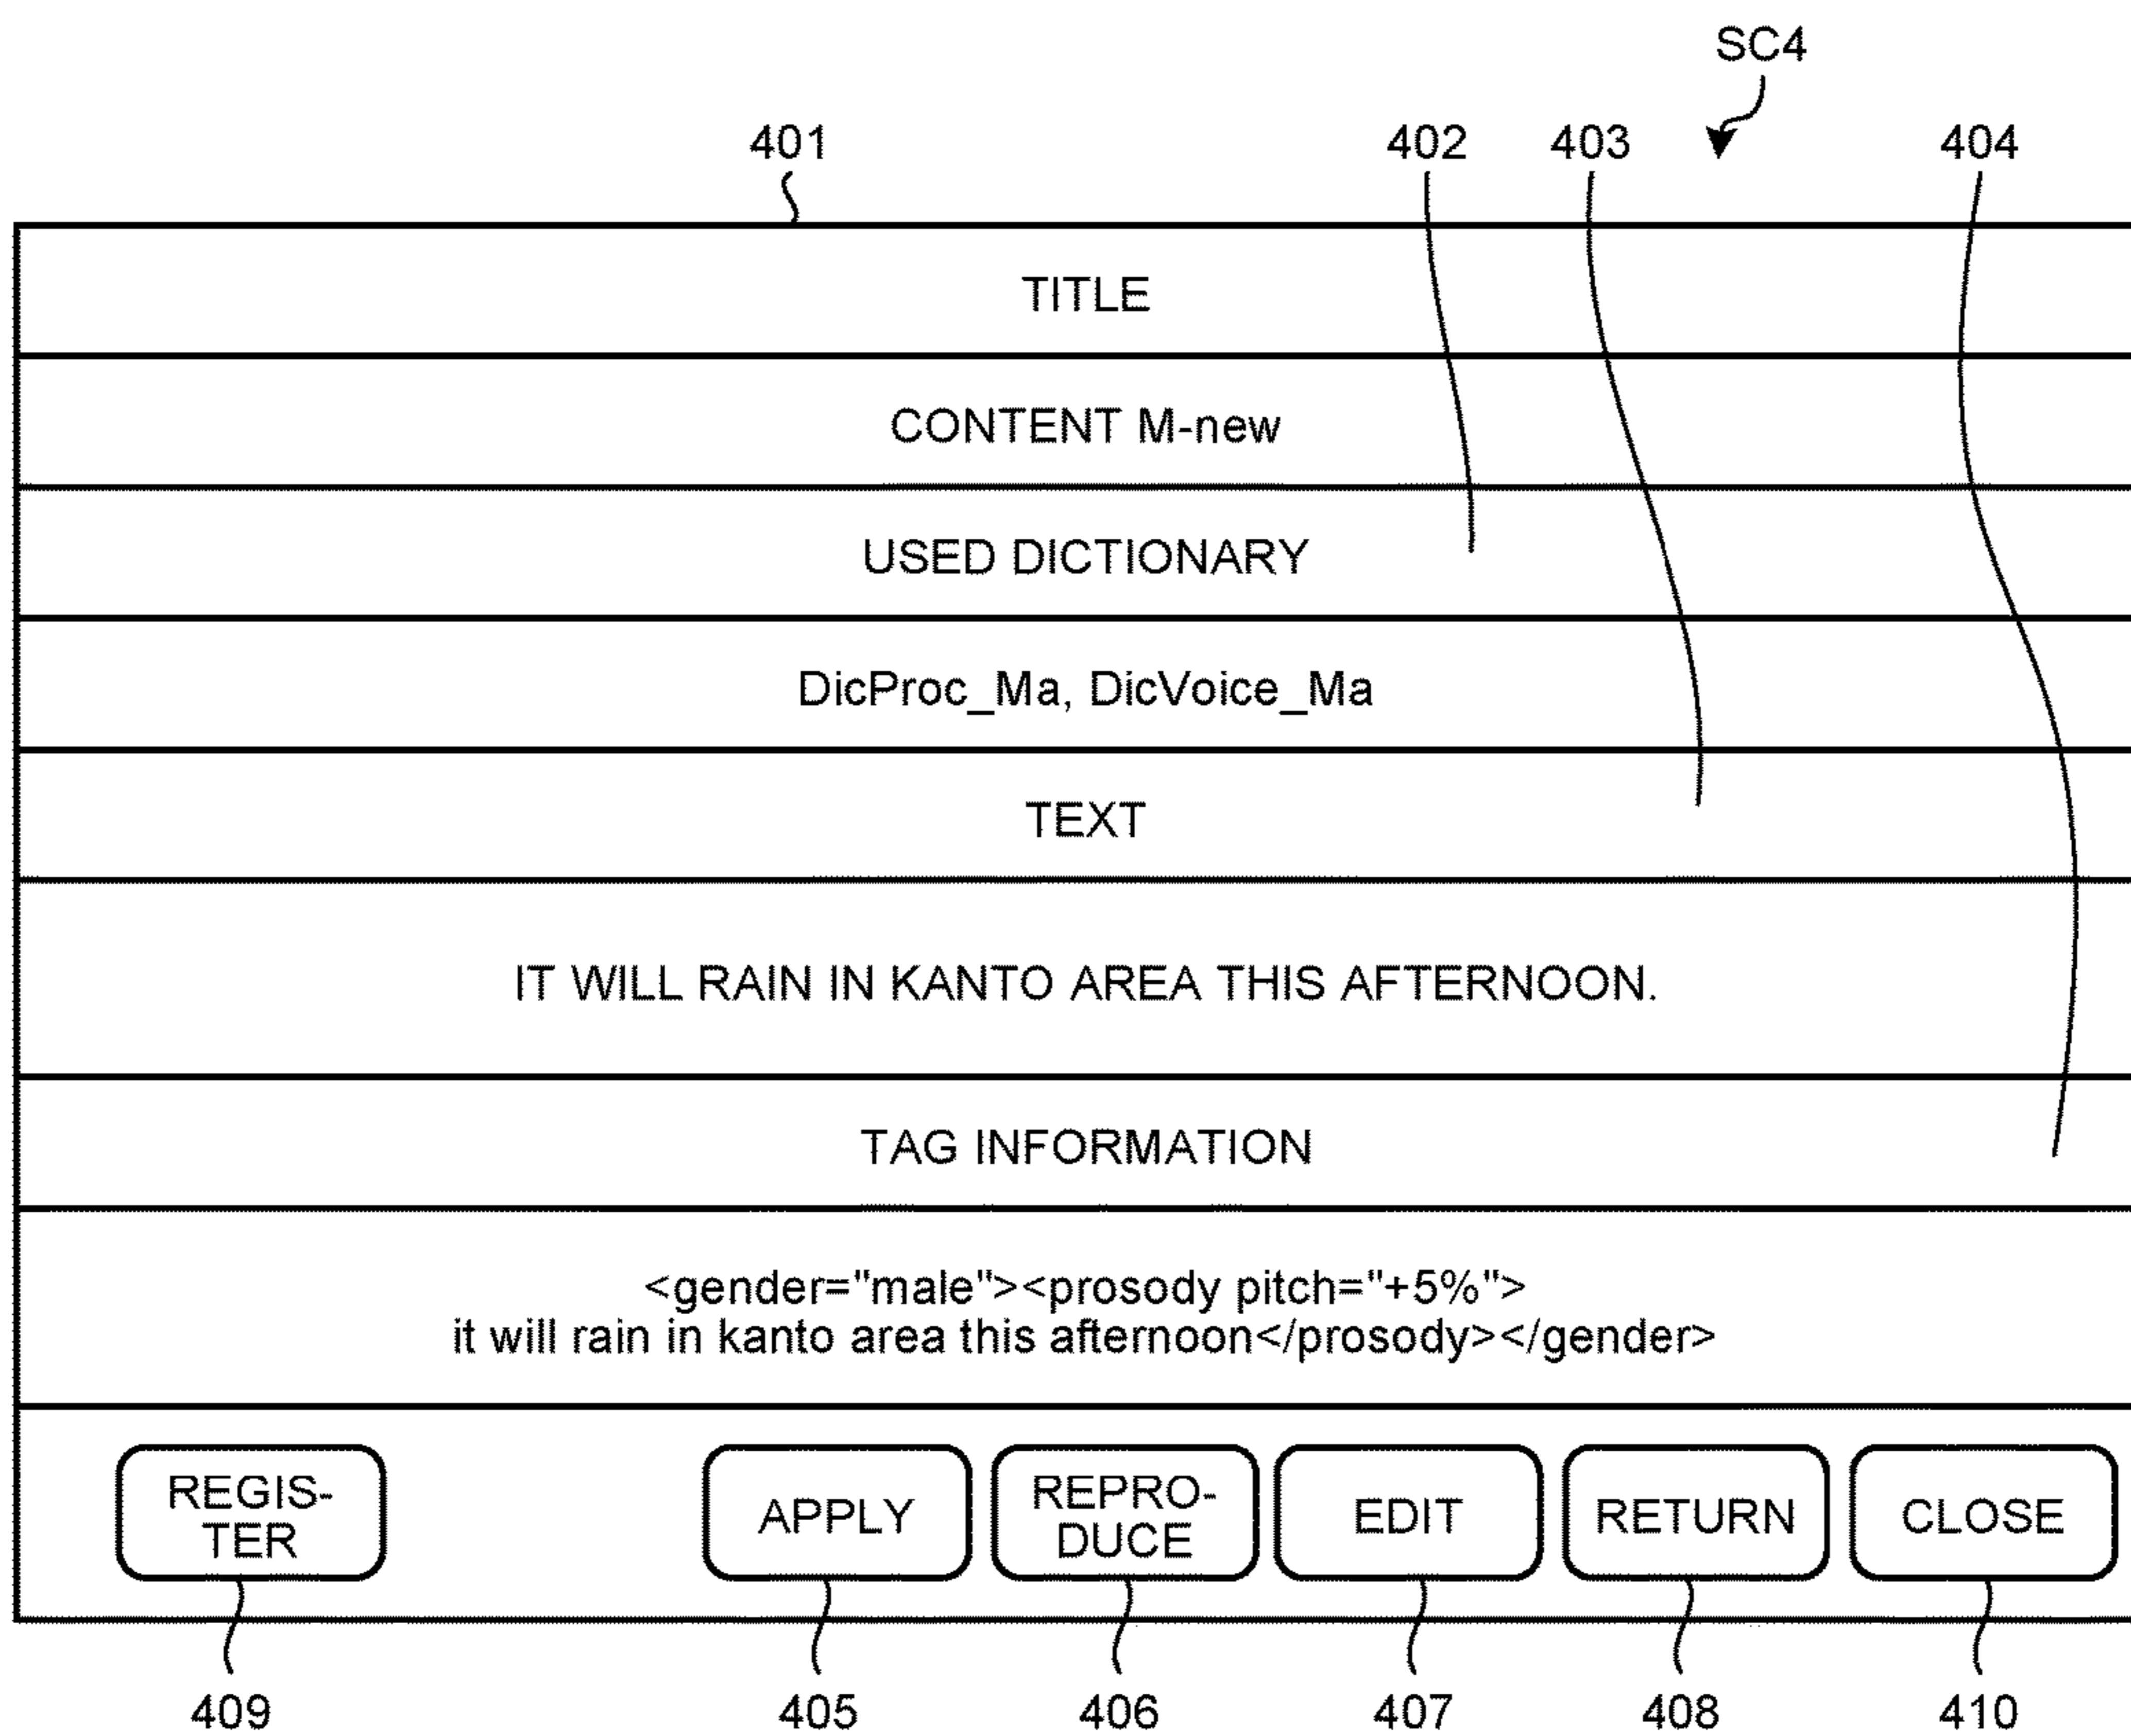 SC4
401 402 403 404
TITLE
CONTENT M-new
USED DICTIONARY
DicProc_Ma, DicVoice_Ma
TEXT
IT WILL RAIN IN KANTO AREA THIS AFTERNOON.
TAG INFORMATION
<gender="male"><prosody pitch="+5%">
it will rain in kanto area this afternoon</prosody></gender>
REGIS-
TER
APPLY
REPRO-
DUCE
EDIT
RETURN
CLOSE
409 405 406 407 408 410